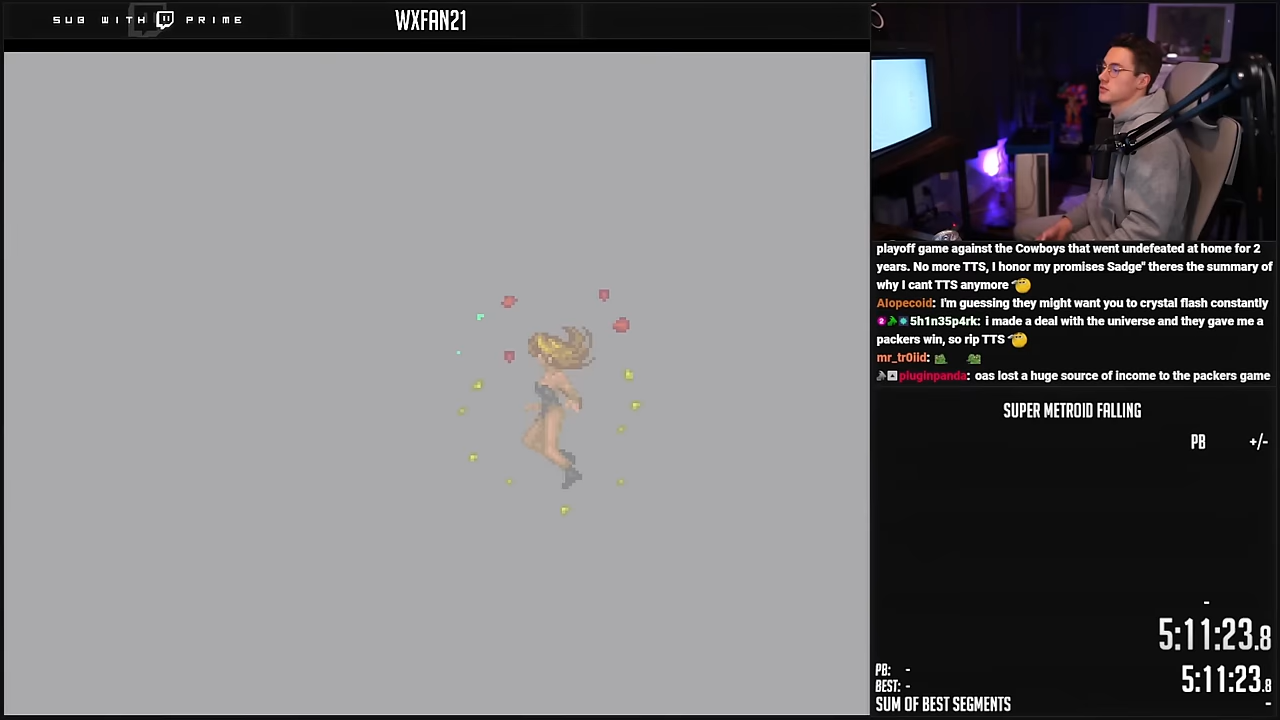 SUB WITH PRIME
WXFAN21
playoff game against the Cowboys that went undefeated at home for 2
years. No more TTS, I honor my promises Sadge" theres the summary of
why I cant TTS anymore
Alopecoid: I'm guessing they might want you to crystal flash constantly
5h1n35p4rk: i made a deal with the universe and they gave me a
packers win, so rip TTS
mr_tr0iid:
pluginpanda: oas lost a huge source of income to the packers game
SUPER METROID FALLING
PB +/-
-
5:11:23.8
PB: -
5:11:23.8
BEST: -
SUM OF BEST SEGMENTS -